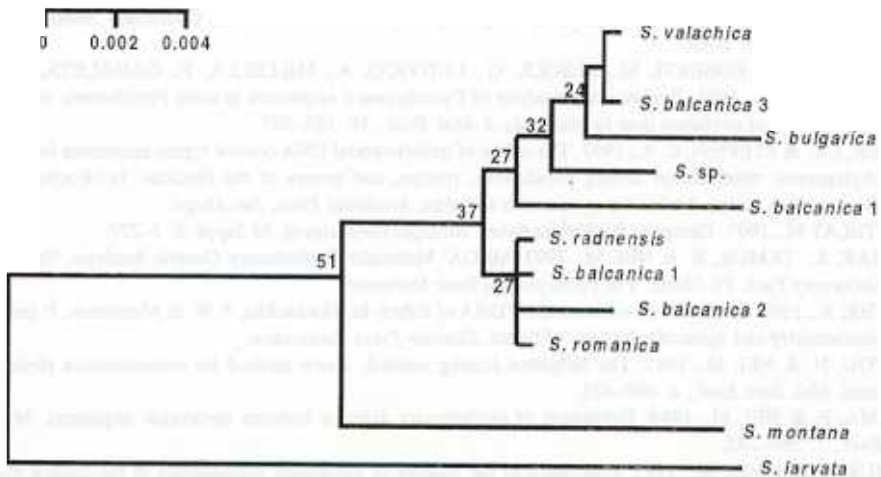 0 0.002 0.004
S. valachica
24
S. balcanica 3
32
S. bulgarica
27
S. sp.
37
S. balcanica 1
S. radnensis
51
S. balcanica 1
27
S. balcanica 2
S. romanica
S. montana
S. larvata